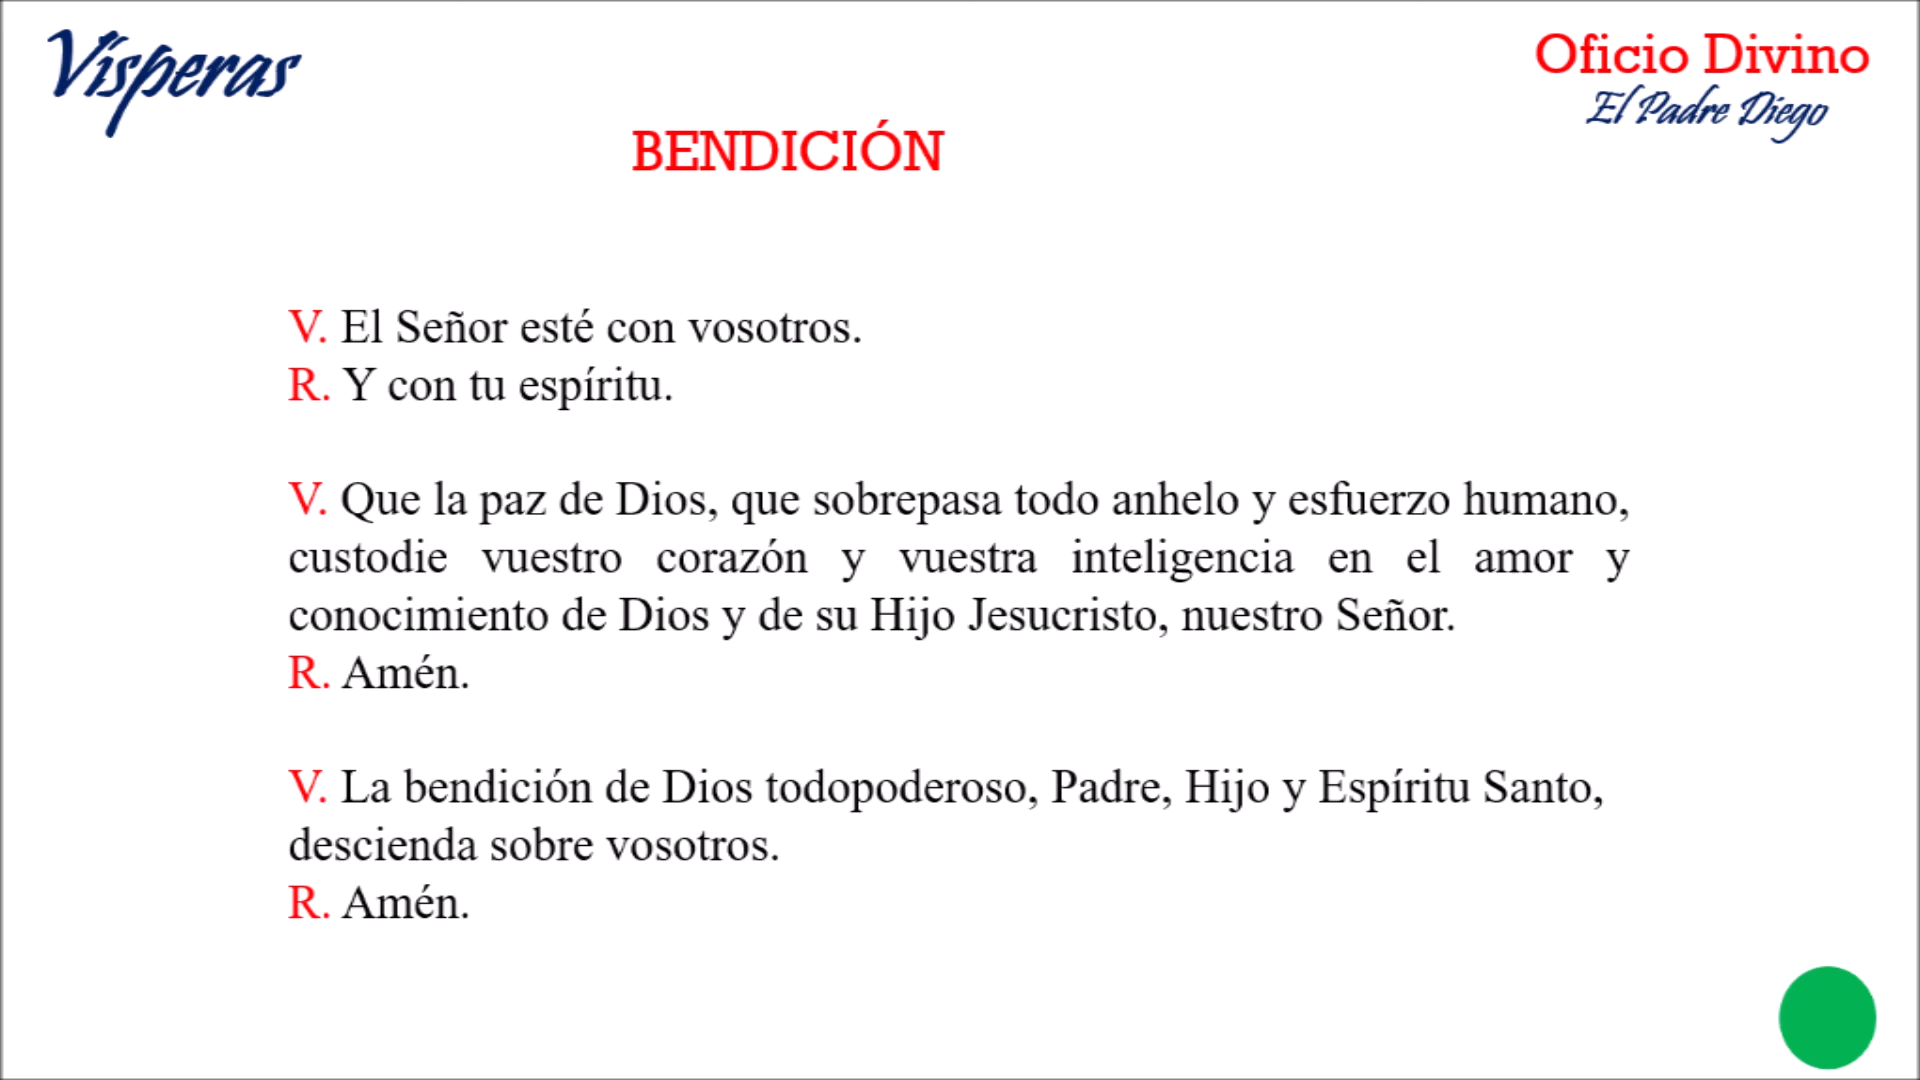 Vísperas
Oficio Divino
El Padre Diego
BENDICIÓN
V. El Señor esté con vosotros.
R. Y con tu espíritu.
V. Que la paz de Dios, que sobrepasa todo anhelo y esfuerzo humano,
custodie vuestro corazón y vuestra inteligencia en el amor y
conocimiento de Dios y de su Hijo Jesucristo, nuestro Señor.
R. Amén.
V. La bendición de Dios todopoderoso, Padre, Hijo y Espíritu Santo,
descienda sobre vosotros.
R. Amén.